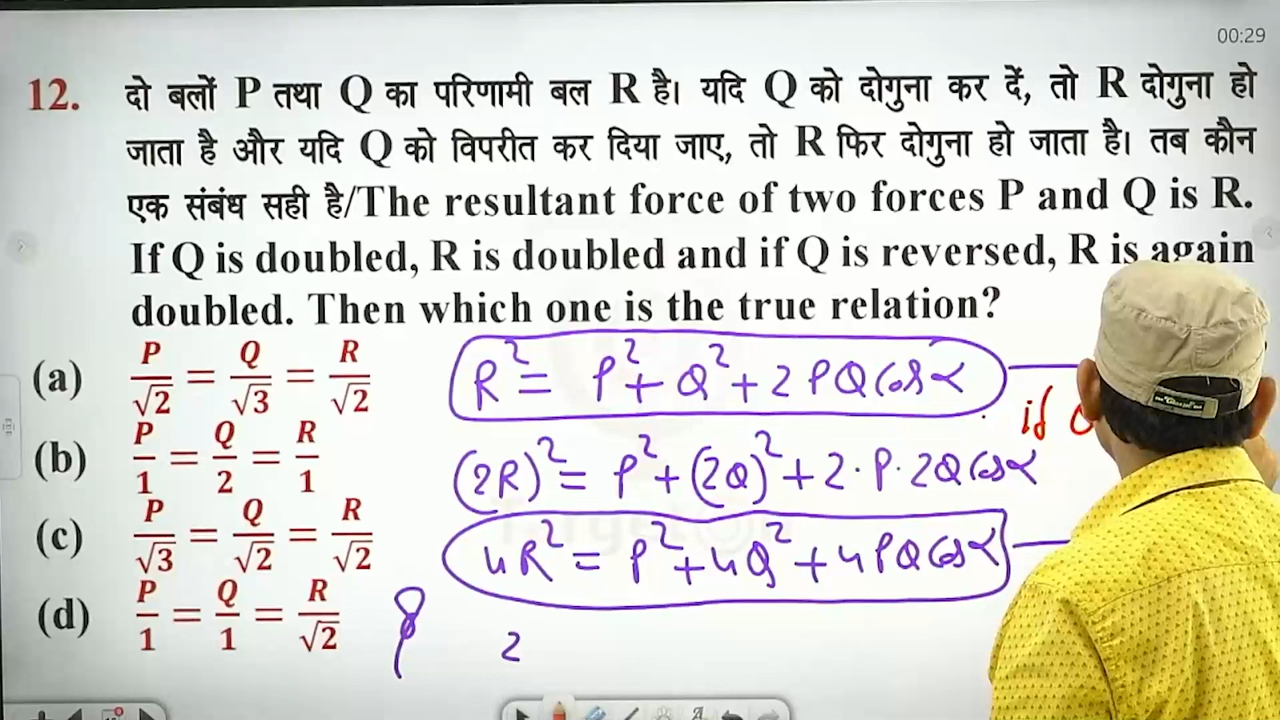 00:29
12. दो बलों P तथा Q का परिणामी बल R है। यदि Q को दोगुना कर दें, तो R दोगुना हो
जाता है और यदि Q को विपरीत कर दिया जाए, तो R फिर दोगुना हो जाता है। तब कौन
एक संबंध सही है/The resultant force of two forces P and Q is R.
If Q is doubled, R is doubled and if Q is reversed, R is again
doubled. Then which one is the true relation?
(a) P/√2 = Q/√3 = R/√2
(b) P/1 = Q/2 = R/1
(c) P/√3 = Q/√2 = R/√2
(d) P/1 = Q/1 = R/√2
R² = P² + Q² + 2PQ Cos α
if
(2R)² = P² + (2Q)² + 2·P·2Q Cos α
4R² = P² + 4Q² + 4PQ Cos α
2